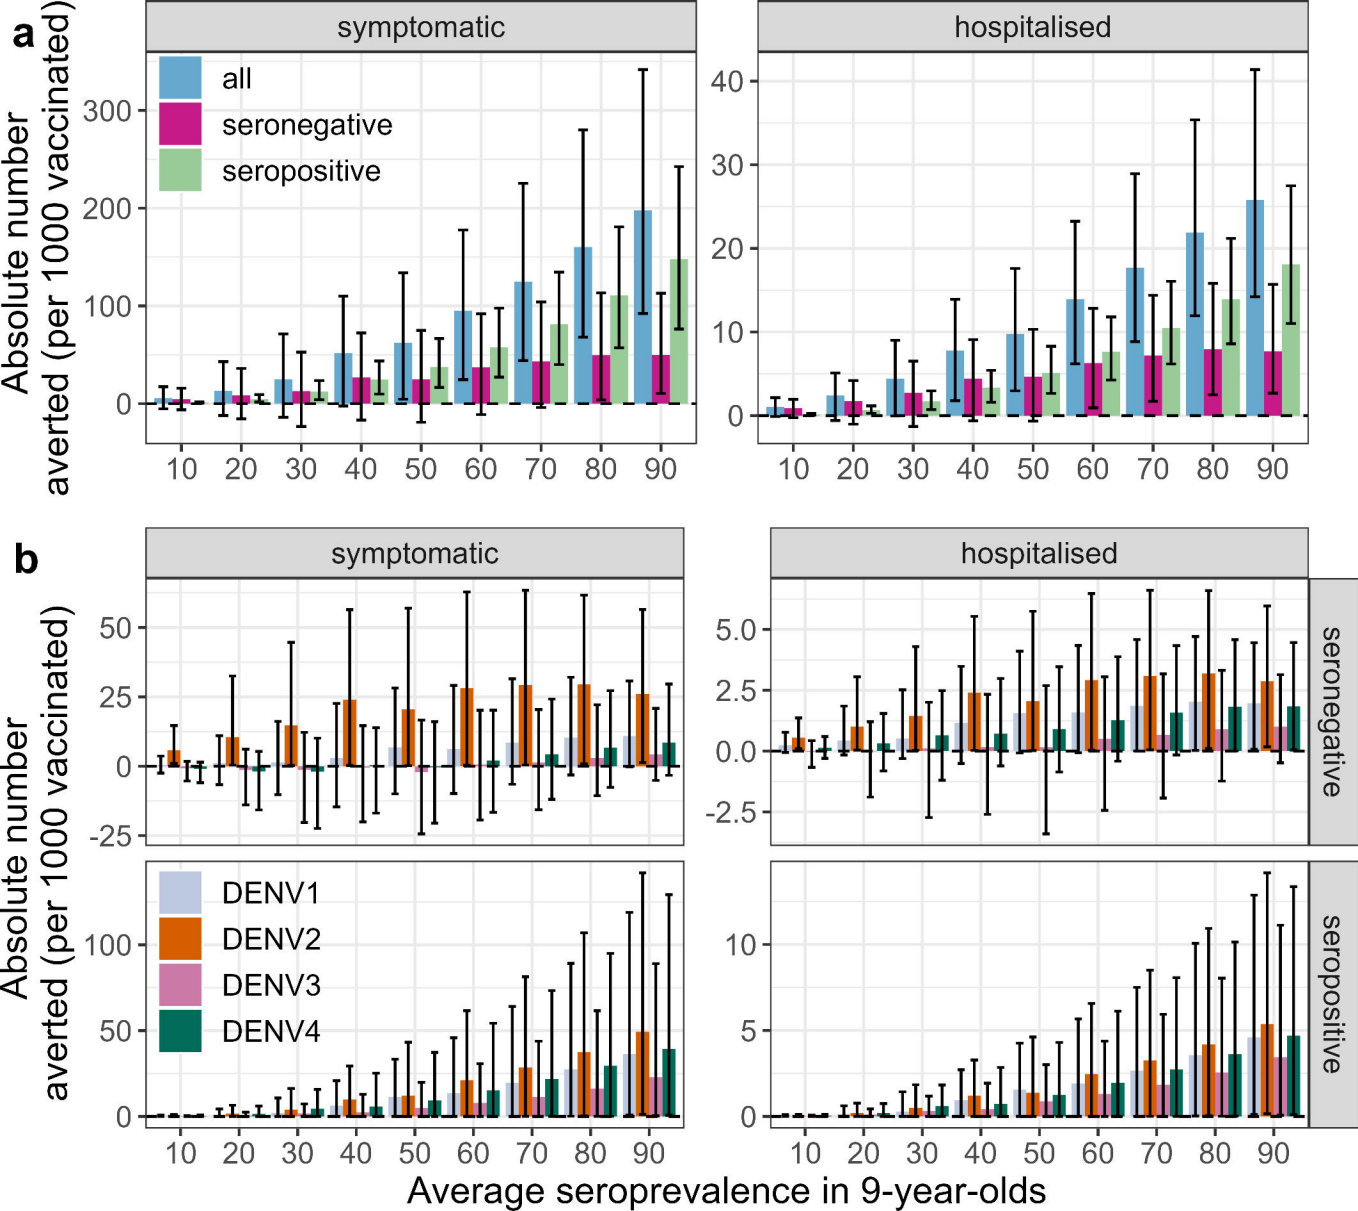 a
symptomatic
hospitalised
Absolute number
averted (per 1000 vaccinated)
all
seronegative
seropositive
300
200
100
0
40
30
20
10
0
10 20 30 40 50 60 70 80 90
10 20 30 40 50 60 70 80 90
b
symptomatic
hospitalised
Absolute number
averted (per 1000 vaccinated)
50
25
0
-25
5.0
2.5
0.0
-2.5
seronegative
DENV1
DENV2
DENV3
DENV4
100
50
0
10
5
0
seropositive
10 20 30 40 50 60 70 80 90
10 20 30 40 50 60 70 80 90
Average seroprevalence in 9-year-olds